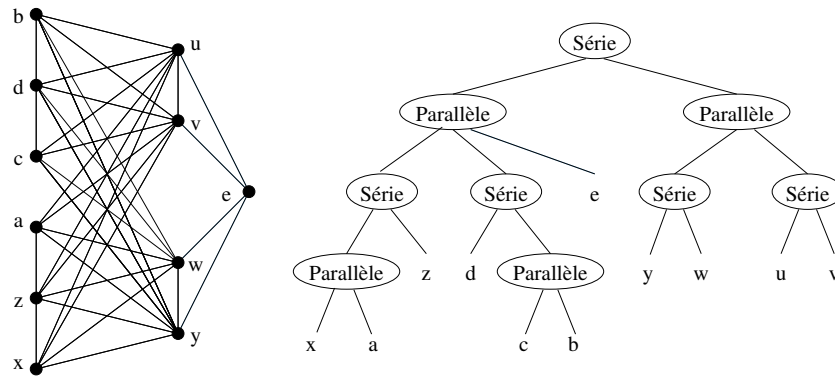 b
d
c
a
z
x
u
v
e
w
y
Série
Parallèle Parallèle
Série Série e Série Série
Parallèle z d Parallèle y w u v
x a c b